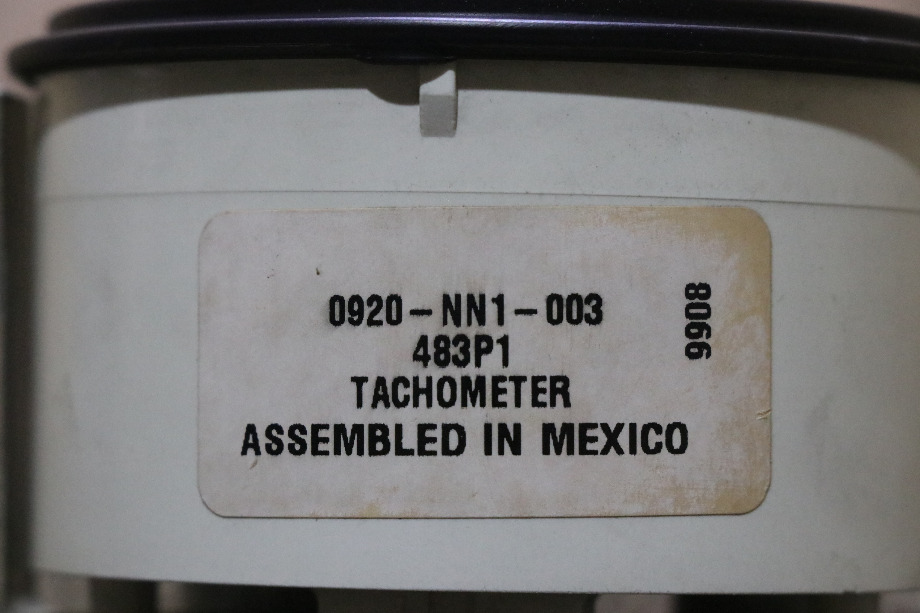 0920-NN1-003
483P1
TACHOMETER
ASSEMBLED IN MEXICO
9908